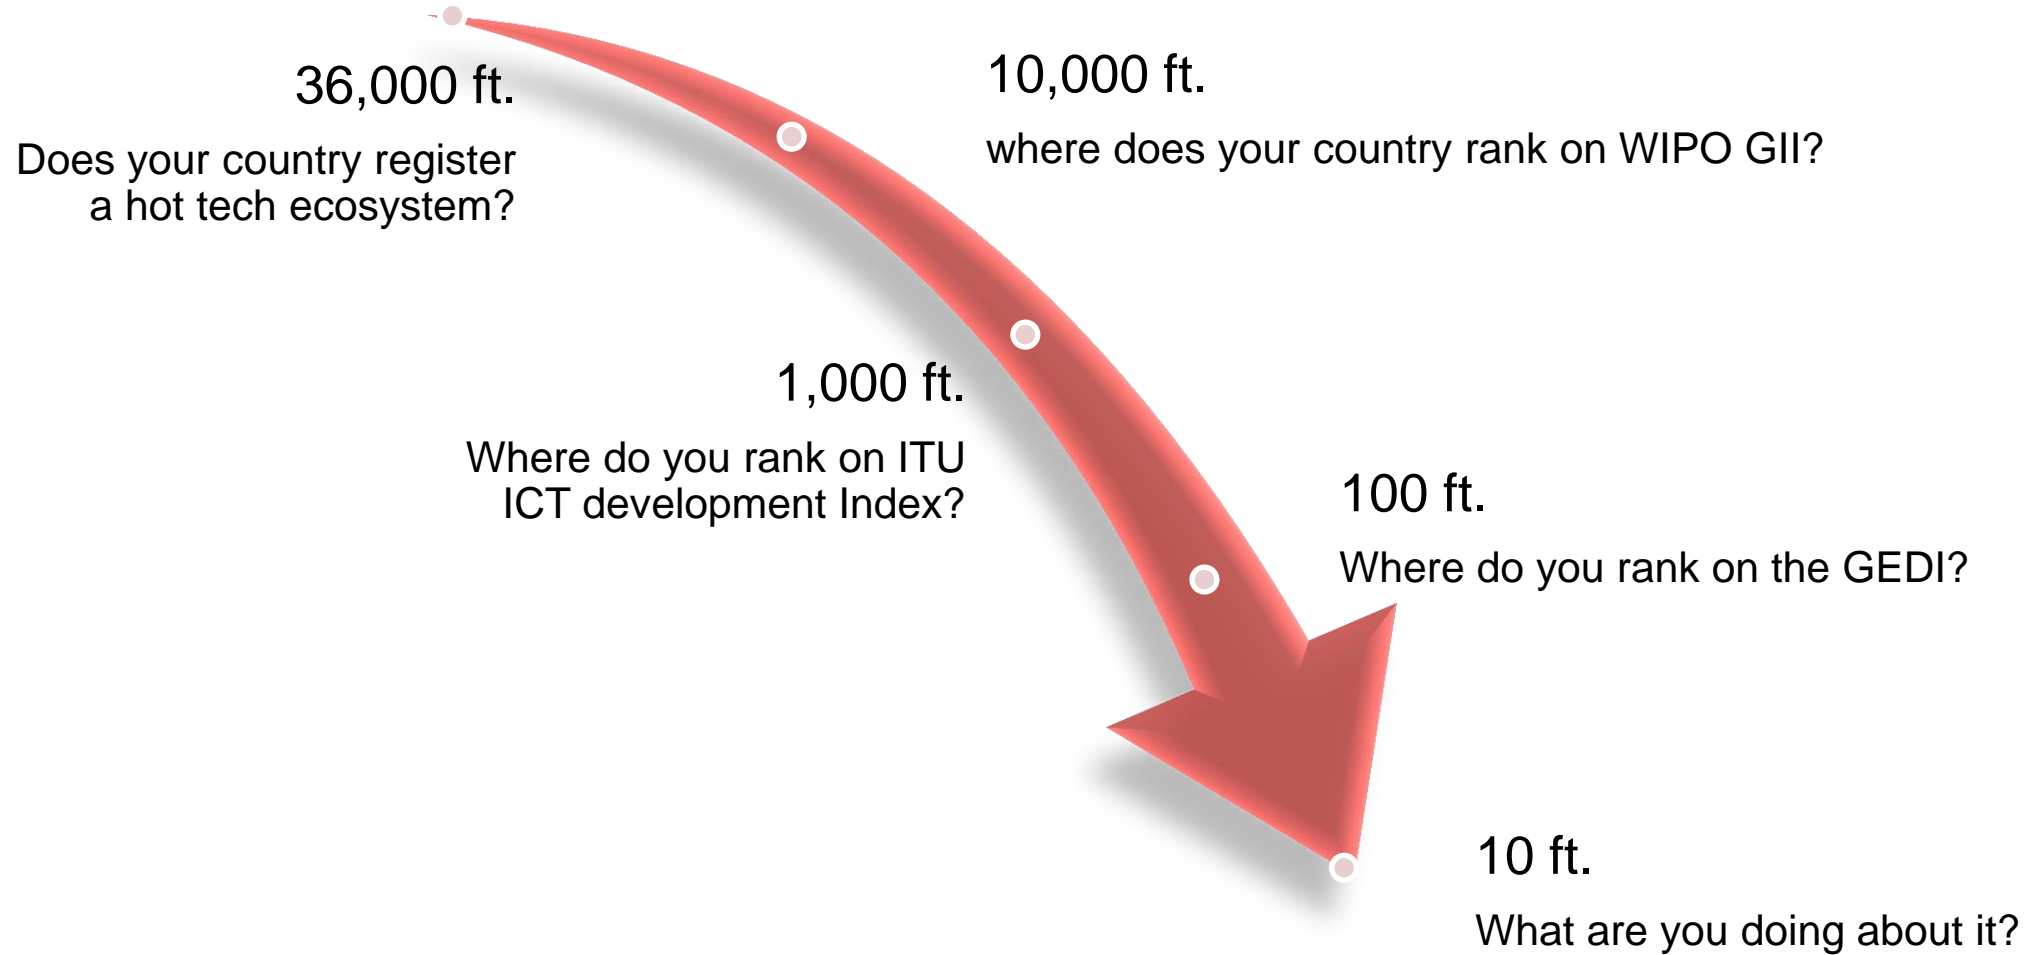 36,000 ft.
Does your country register
a hot tech ecosystem?
10,000 ft.
where does your country rank on WIPO GII?
1,000 ft.
Where do you rank on ITU
ICT development Index?
100 ft.
Where do you rank on the GEDI?
10 ft.
What are you doing about it?